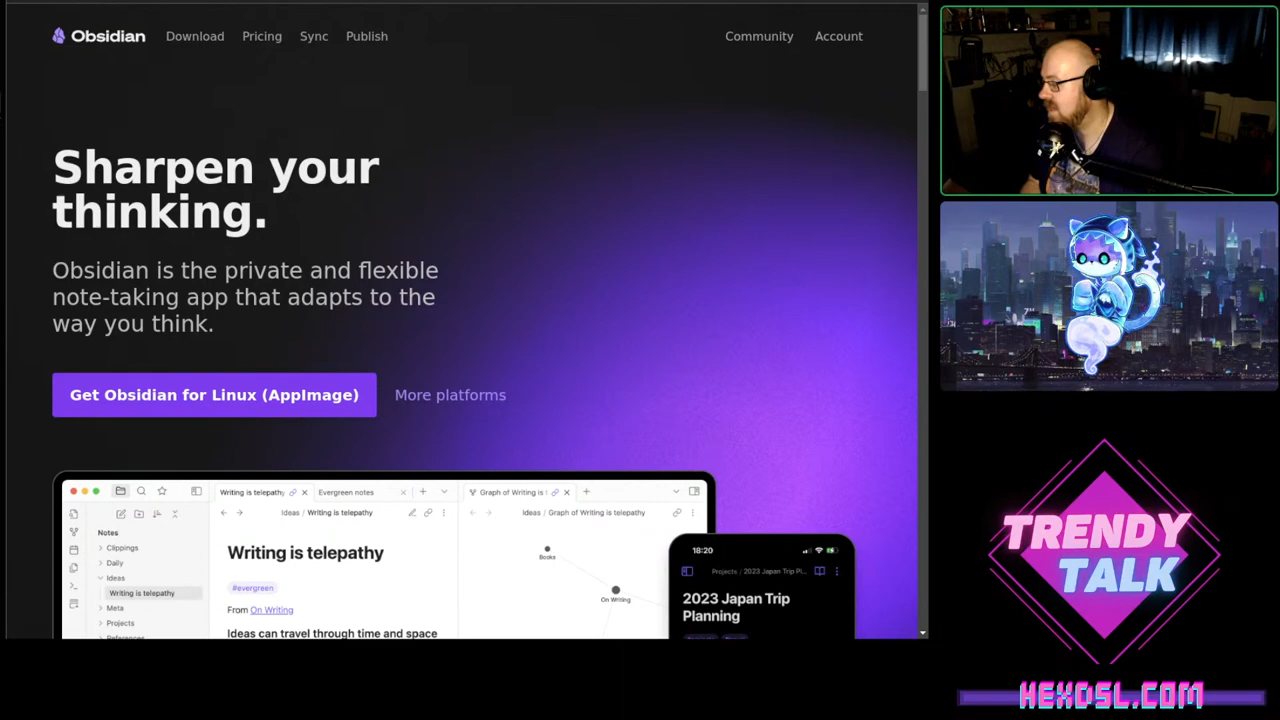 Obsidian
Download
Pricing
Sync
Publish
Community
Account
Sharpen your
thinking.
Obsidian is the private and flexible
note-taking app that adapts to the
way you think.
Get Obsidian for Linux (AppImage)
More platforms
Writing is telepathy
Evergreen notes
Ideas / Writing is telepathy
Notes
Clippings
Daily
Ideas
Writing is telepathy
Meta
Projects
References
Writing is telepathy
#evergreen
From On Writing
Ideas can travel through time and space
Graph of Writing is t
Ideas / Graph of Writing is telepathy
Books
On Writing
18:20
Projects / 2023 Japan Trip Pl...
2023 Japan Trip
Planning
TRENDY
TALK
HEXDSL.COM